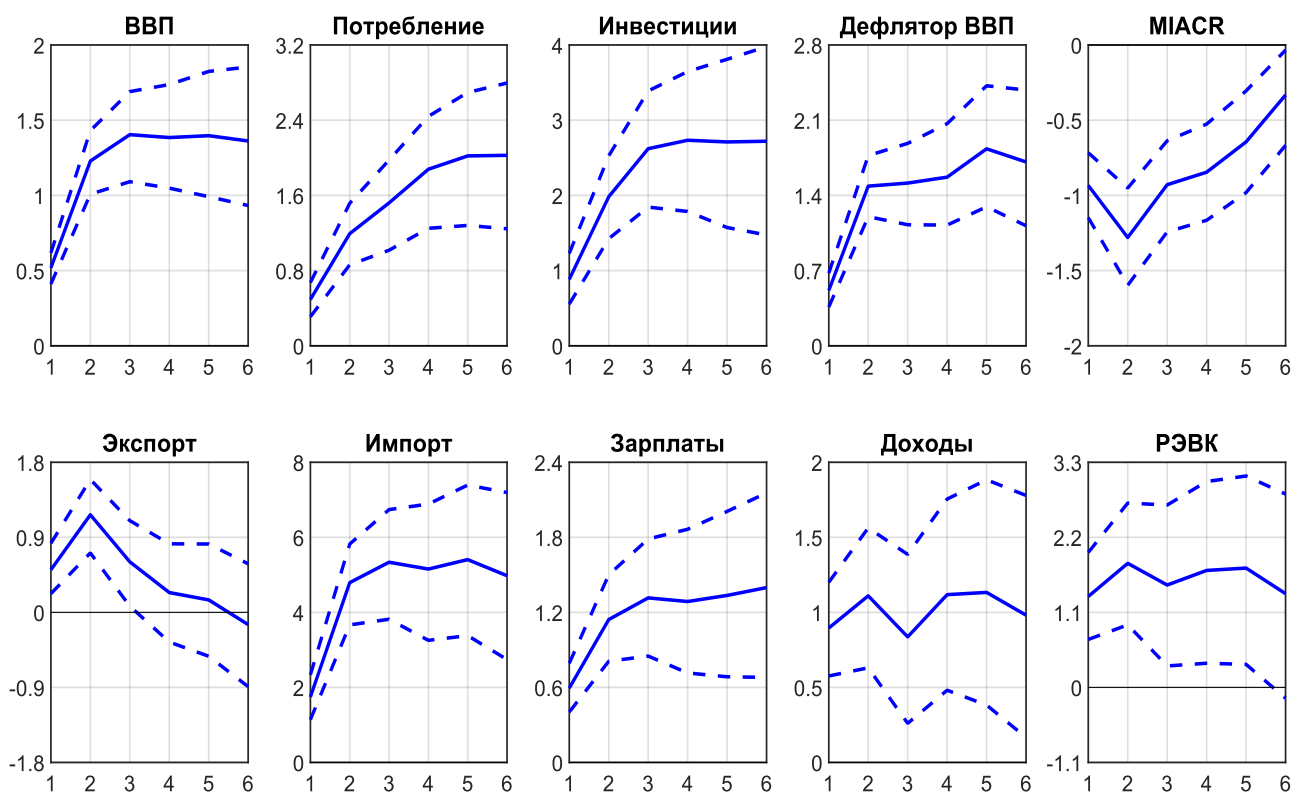 ВВП Потребление Инвестиции Дефлятор ВВП MIACR
2 3.2 4 2.8 0
1.5 2.4 3 2.1 -0.5
1 1.6 2 1.4 -1
0.5 0.8 1 0.7 -1.5
0 0 0 0 -2
1 2 3 4 5 6 1 2 3 4 5 6 1 2 3 4 5 6 1 2 3 4 5 6 1 2 3 4 5 6
Экспорт Импорт Зарплаты Доходы РЭВК
1.8 8 2.4 2 3.3
0.9 6 1.8 1.5 2.2
0 4 1.2 1 1.1
-0.9 2 0.6 0.5 0
-1.8 0 0 0 -1.1
1 2 3 4 5 6 1 2 3 4 5 6 1 2 3 4 5 6 1 2 3 4 5 6 1 2 3 4 5 6